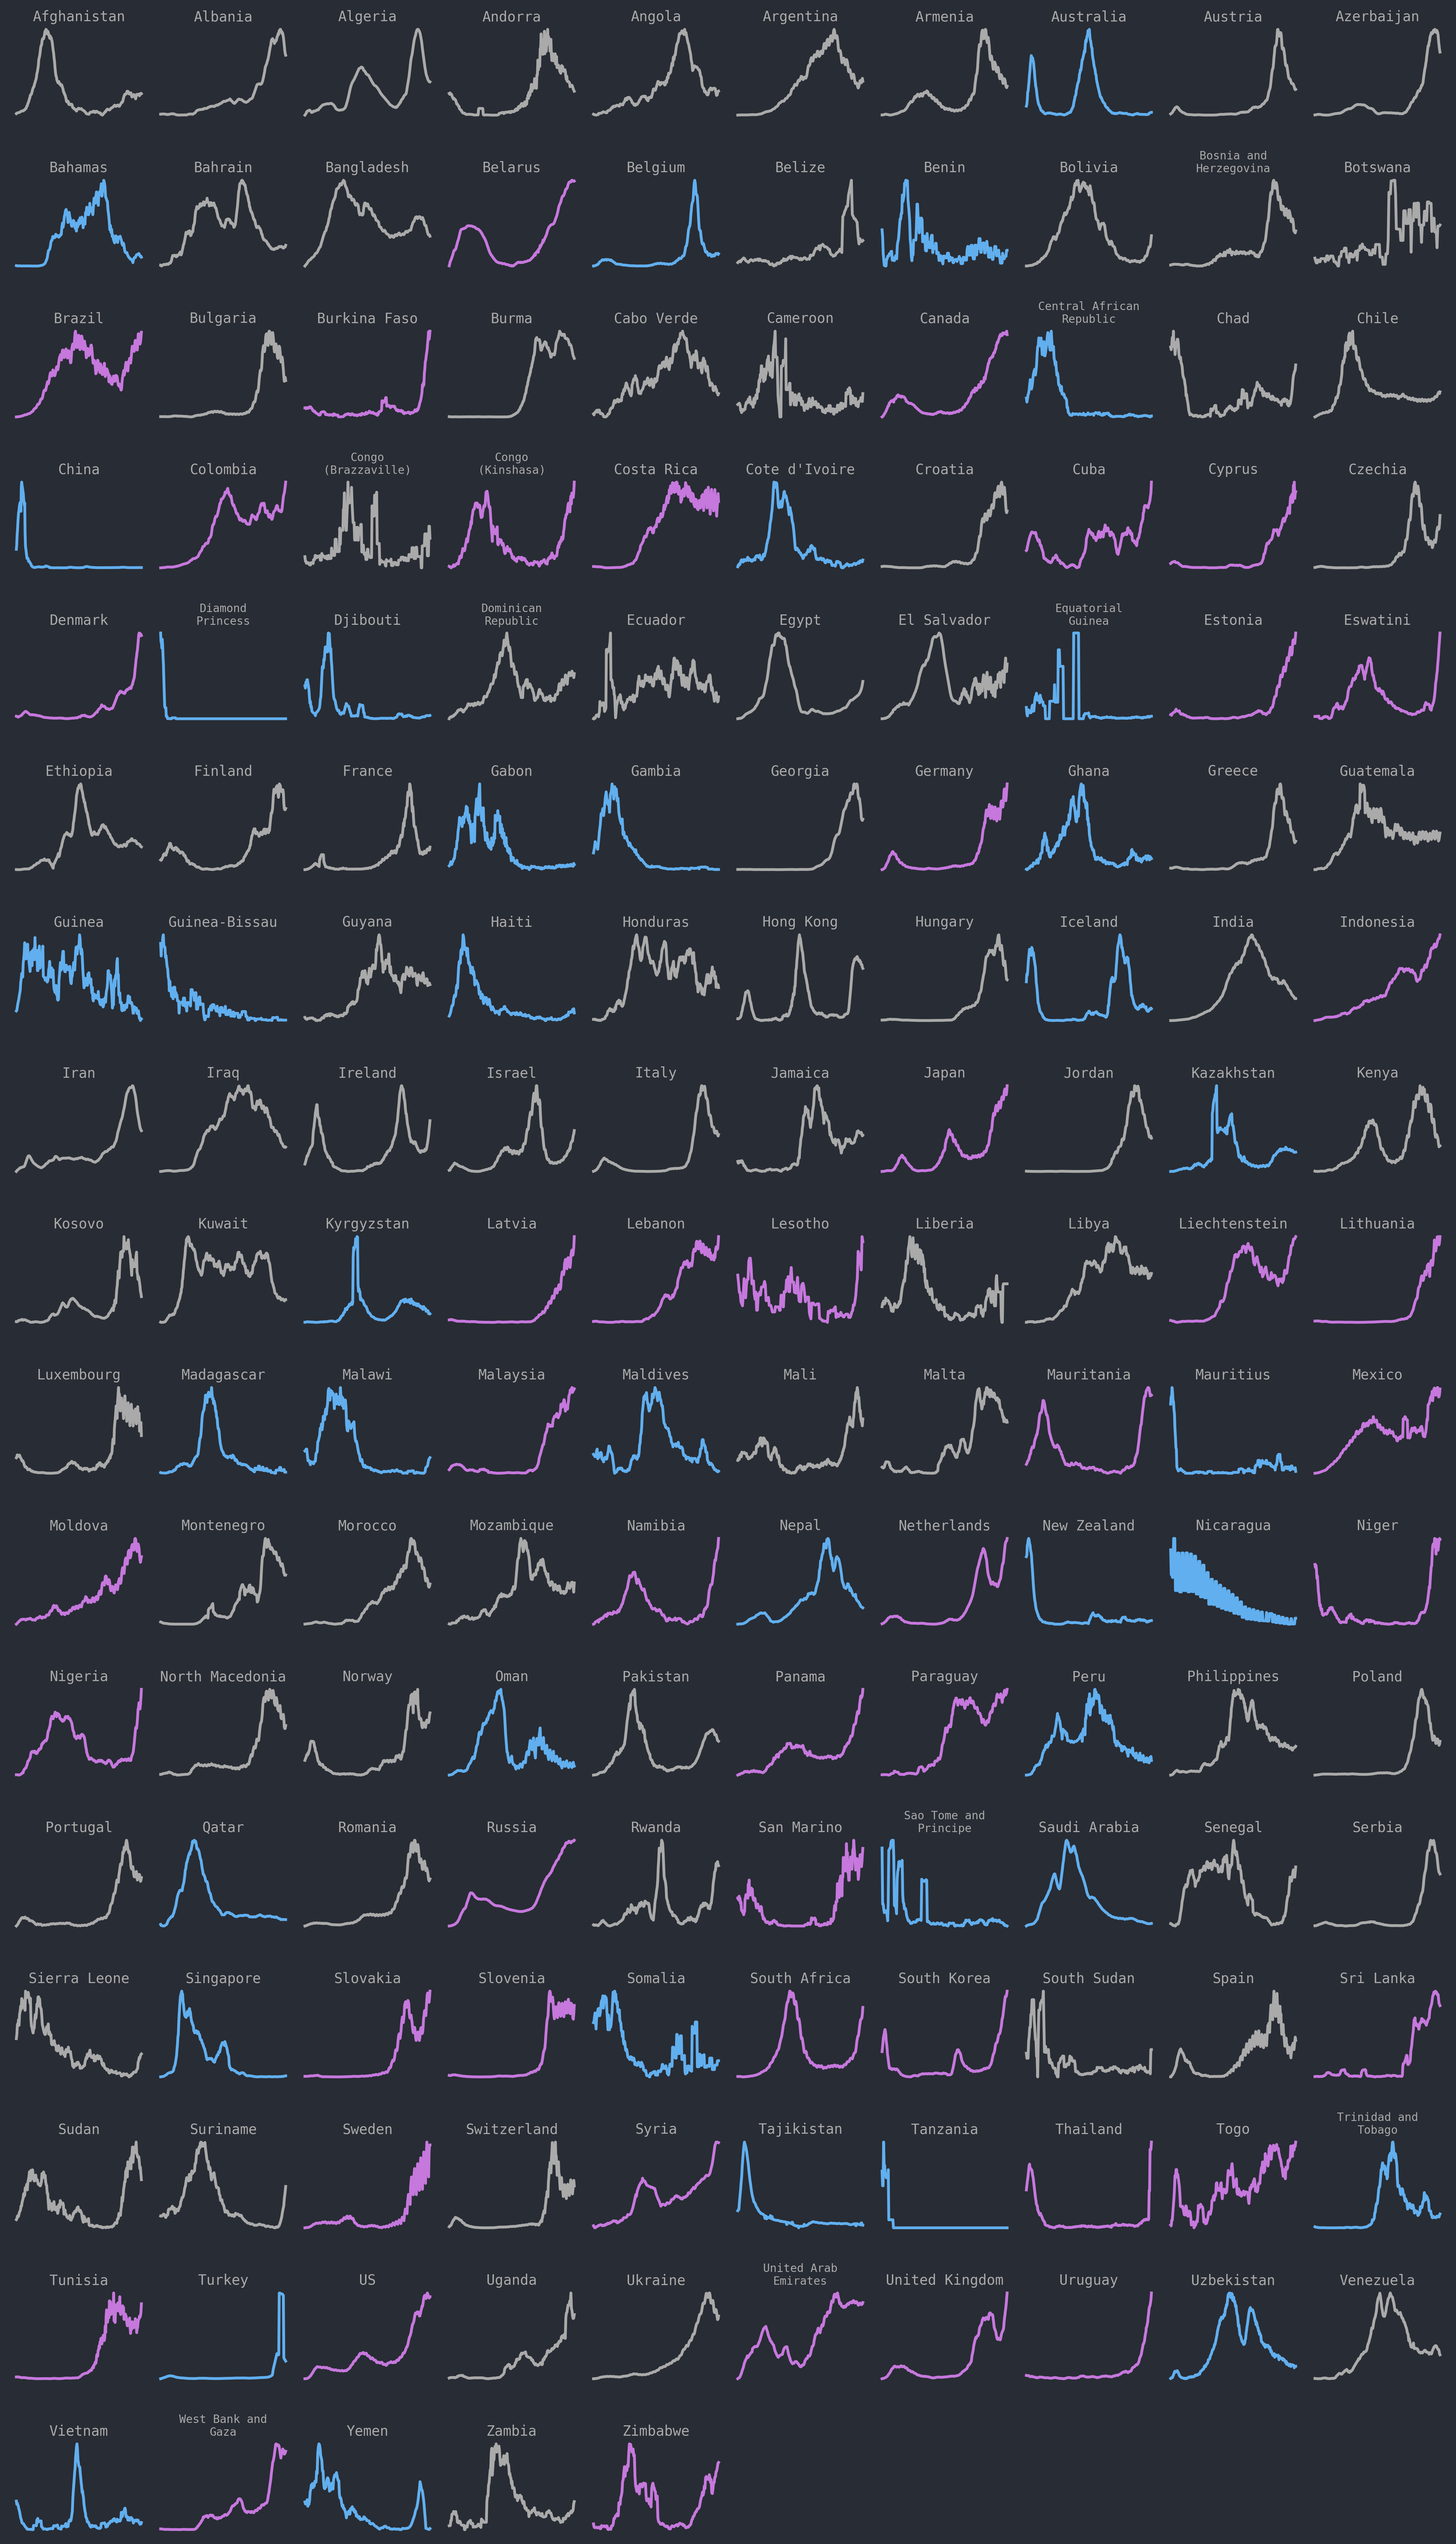 Afghanistan
Albania
Algeria
Andorra
Angola
Argentina
Armenia
Australia
Austria
Azerbaijan
Bahamas
Bahrain
Bangladesh
Belarus
Belgium
Belize
Benin
Bolivia
Bosnia and
Herzegovina
Botswana
Brazil
Bulgaria
Burkina Faso
Burma
Cabo Verde
Cameroon
Canada
Central African
Republic
Chad
Chile
China
Colombia
Congo
(Brazzaville)
Congo
(Kinshasa)
Costa Rica
Cote d'Ivoire
Croatia
Cuba
Cyprus
Czechia
Denmark
Diamond
Princess
Djibouti
Dominican
Republic
Ecuador
Egypt
El Salvador
Equatorial
Guinea
Estonia
Eswatini
Ethiopia
Finland
France
Gabon
Gambia
Georgia
Germany
Ghana
Greece
Guatemala
Guinea
Guinea-Bissau
Guyana
Haiti
Honduras
Hong Kong
Hungary
Iceland
India
Indonesia
Iran
Iraq
Ireland
Israel
Italy
Jamaica
Japan
Jordan
Kazakhstan
Kenya
Kosovo
Kuwait
Kyrgyzstan
Latvia
Lebanon
Lesotho
Liberia
Libya
Liechtenstein
Lithuania
Luxembourg
Madagascar
Malawi
Malaysia
Maldives
Mali
Malta
Mauritania
Mauritius
Mexico
Moldova
Montenegro
Morocco
Mozambique
Namibia
Nepal
Netherlands
New Zealand
Nicaragua
Niger
Nigeria
North Macedonia
Norway
Oman
Pakistan
Panama
Paraguay
Peru
Philippines
Poland
Portugal
Qatar
Romania
Russia
Rwanda
San Marino
Sao Tome and
Principe
Saudi Arabia
Senegal
Serbia
Sierra Leone
Singapore
Slovakia
Slovenia
Somalia
South Africa
South Korea
South Sudan
Spain
Sri Lanka
Sudan
Suriname
Sweden
Switzerland
Syria
Tajikistan
Tanzania
Thailand
Togo
Trinidad and
Tobago
Tunisia
Turkey
US
Uganda
Ukraine
United Arab
Emirates
United Kingdom
Uruguay
Uzbekistan
Venezuela
Vietnam
West Bank and
Gaza
Yemen
Zambia
Zimbabwe